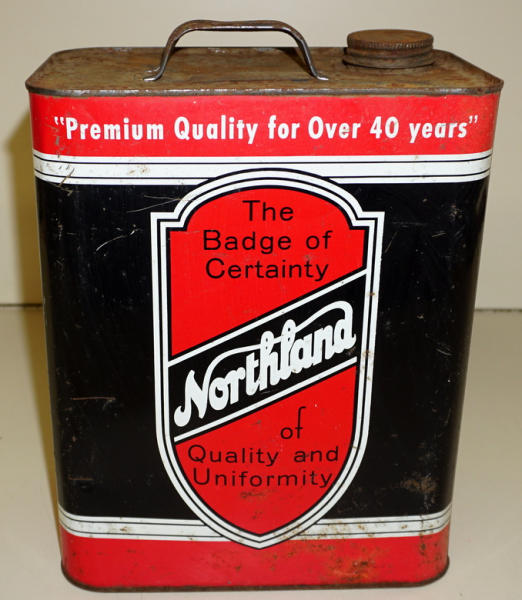 "Premium Quality for Over 40 years"
The
Badge of
Certainty
Northland
of
Quality and
Uniformity